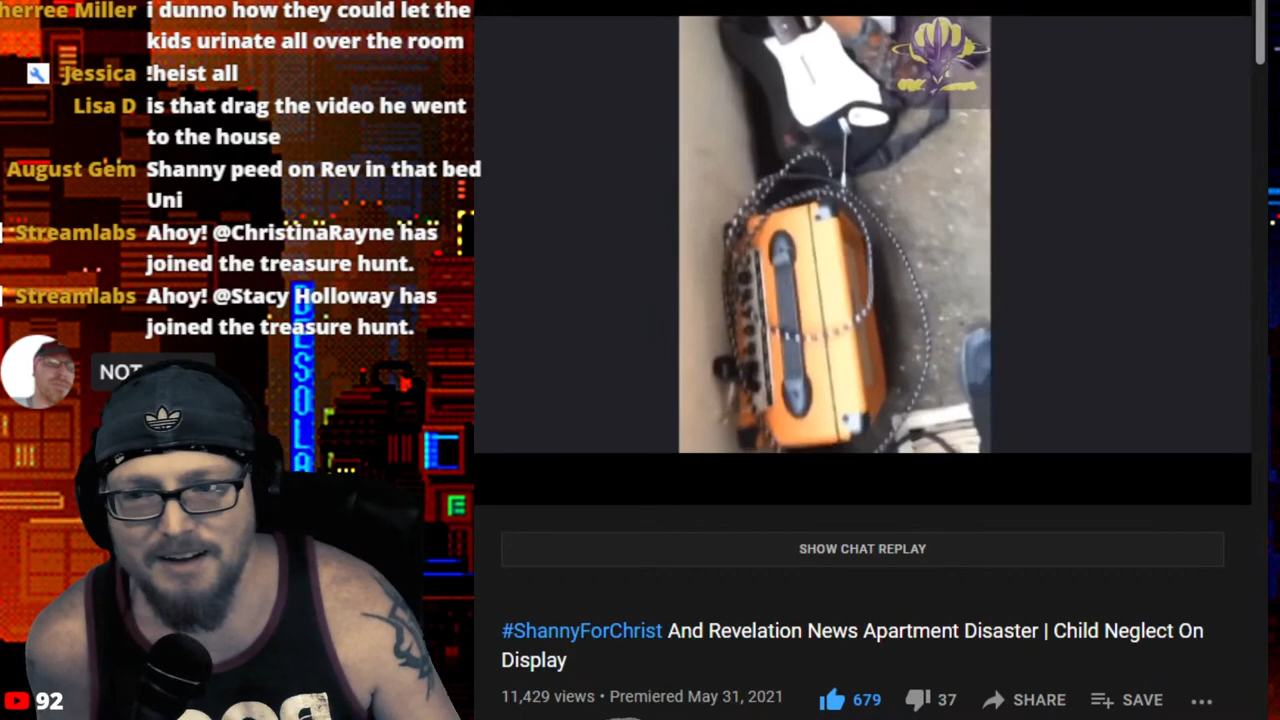 herree Miller i dunno how they could let the
kids urinate all over the room
Jessica !heist all
Lisa D is that drag the video he went
to the house
August Gem Shanny peed on Rev in that bed
Uni
Streamlabs Ahoy! @ChristinaRayne has
joined the treasure hunt.
Streamlabs Ahoy! @Stacy Holloway has
joined the treasure hunt.
NOT
DESOLA
92
SHOW CHAT REPLAY
#ShannyForChrist And Revelation News Apartment Disaster | Child Neglect On
Display
11,429 views • Premiered May 31, 2021 679 37 SHARE SAVE ...